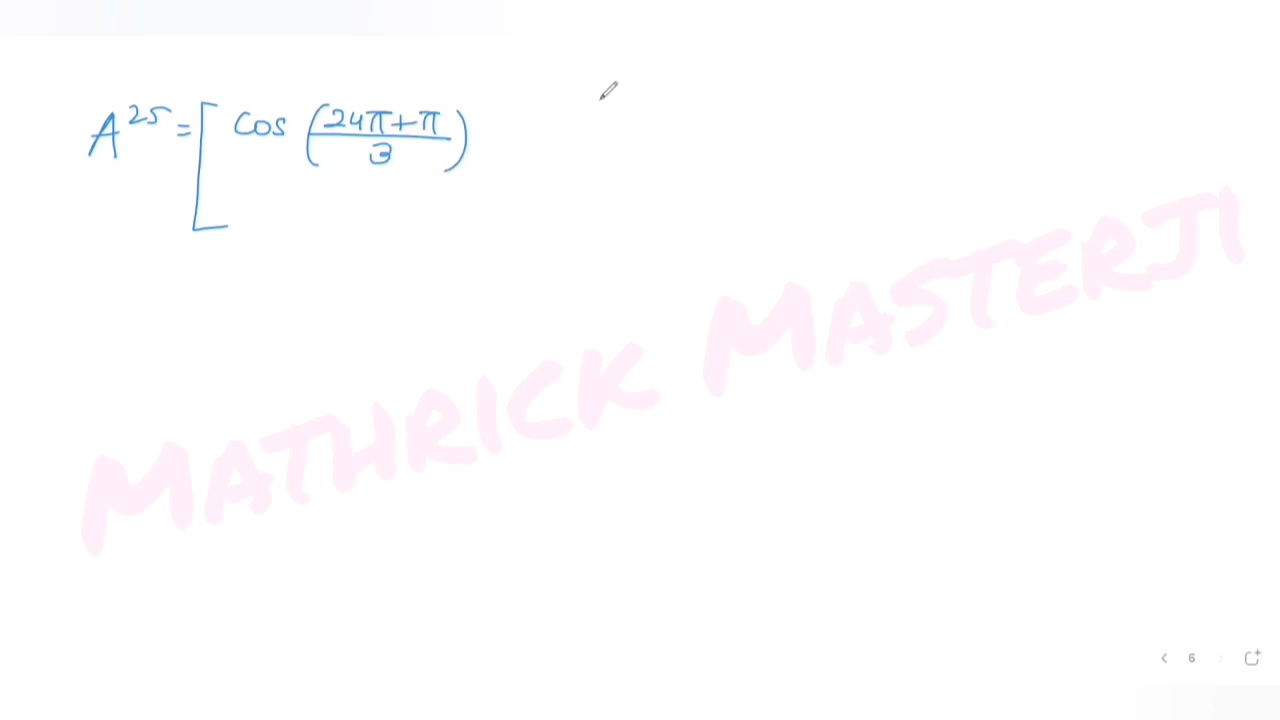 A^25 = [ cos ((24π+π)/3)
MATHRICK MASTERJI
6